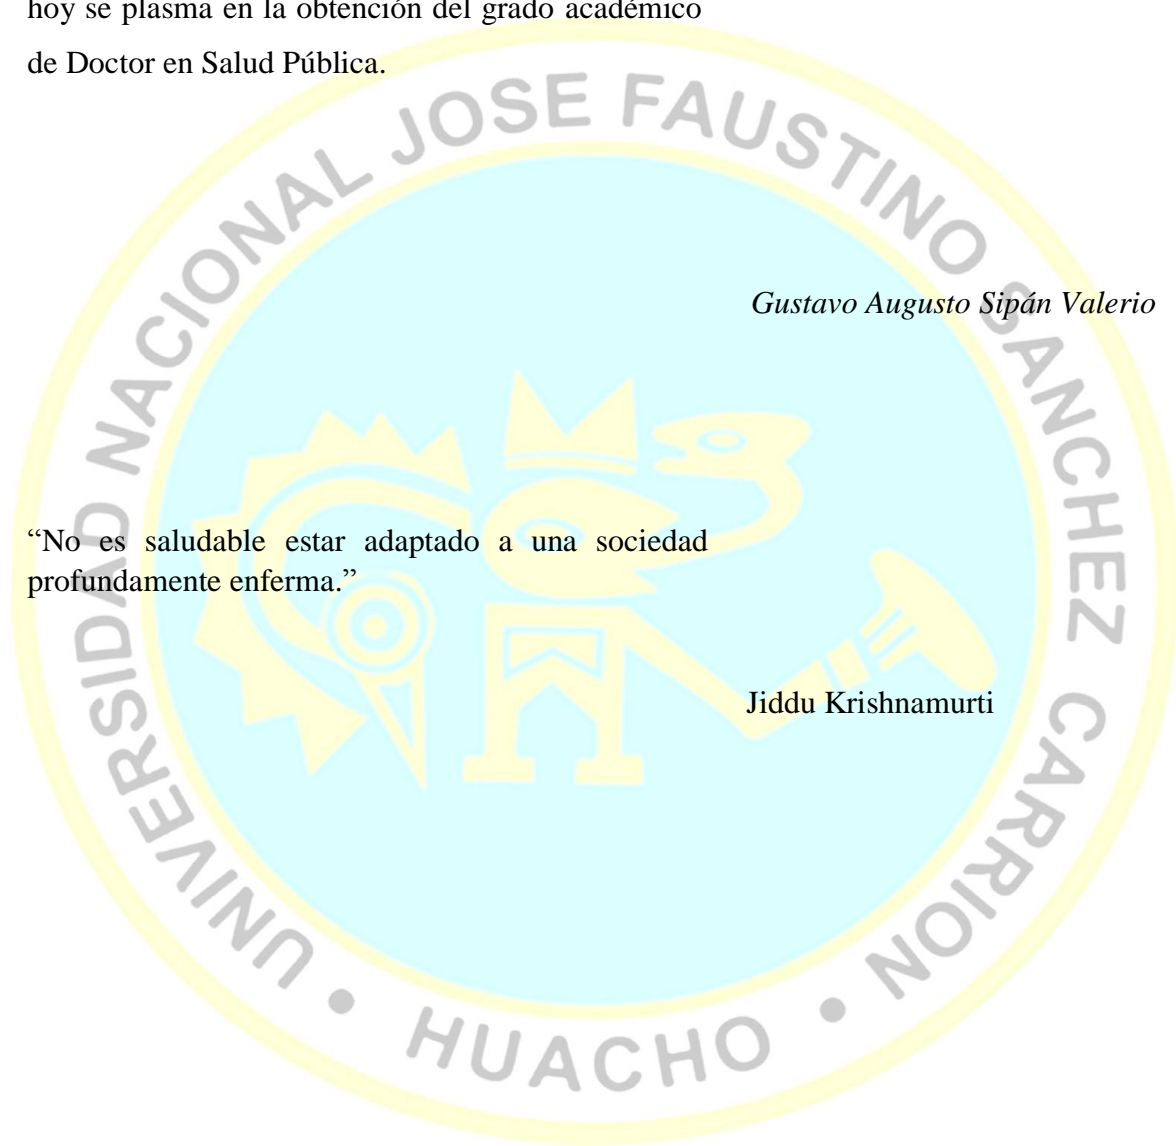 hoy se plasma en la obtención del grado académico
de Doctor en Salud Pública.
Gustavo Augusto Sipán Valerio
“No es saludable estar adaptado a una sociedad
profundamente enferma.”
Jiddu Krishnamurti
UNIVERSIDAD NACIONAL JOSE FAUSTINO SANCHEZ CARRION • HUACHO •